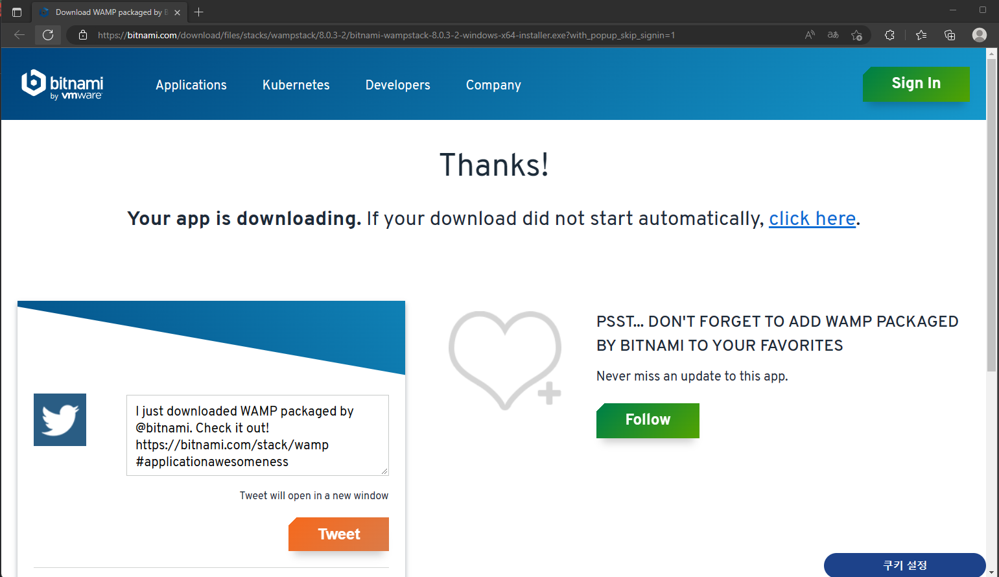 Download WAMP packaged by B
https://bitnami.com/download/files/stacks/wampstack/8.0.3-2/bitnami-wampstack-8.0.3-2-windows-x64-installer.exe?with_popup_skip_signin=1
bitnami
by vmware
Applications
Kubernetes
Developers
Company
Sign In
Thanks!
Your app is downloading. If your download did not start automatically, click here.
I just downloaded WAMP packaged by
@bitnami. Check it out!
https://bitnami.com/stack/wamp
#applicationawesomeness
Tweet will open in a new window
Tweet
PSST... DON'T FORGET TO ADD WAMP PACKAGED
BY BITNAMI TO YOUR FAVORITES
Never miss an update to this app.
Follow
쿠키 설정